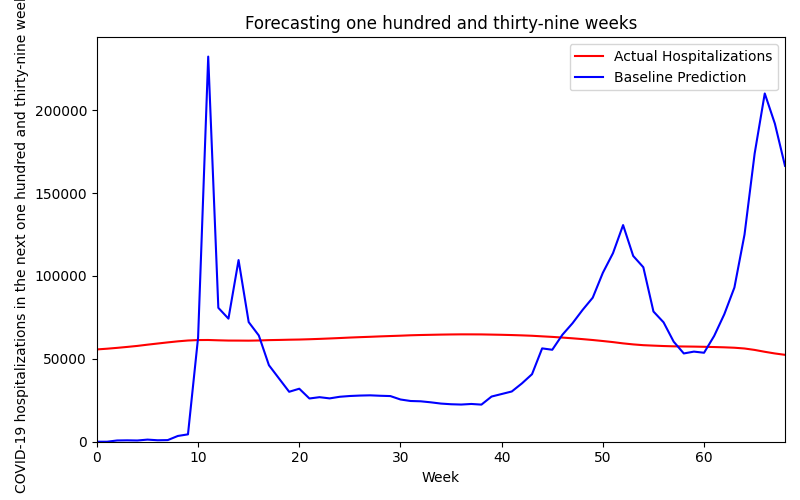 Forecasting one hundred and thirty-nine weeks
Actual Hospitalizations
Baseline Prediction
COVID-19 hospitalizations in the next one hundred and thirty-nine
200000
150000
100000
50000
0
0 10 20 30 40 50 60
Week